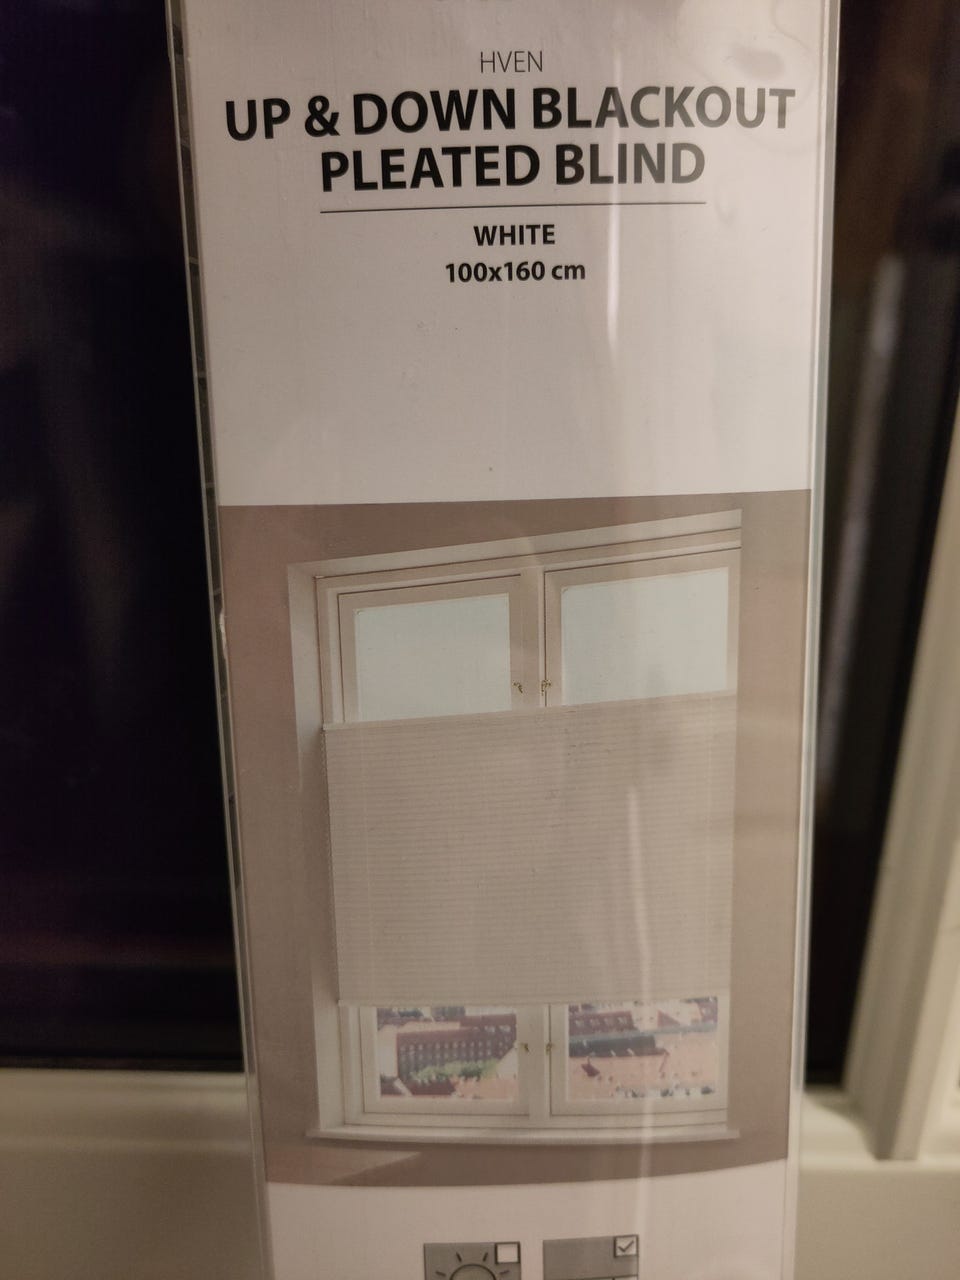 HVEN
UP & DOWN BLACKOUT
PLEATED BLIND
WHITE
100x160 cm